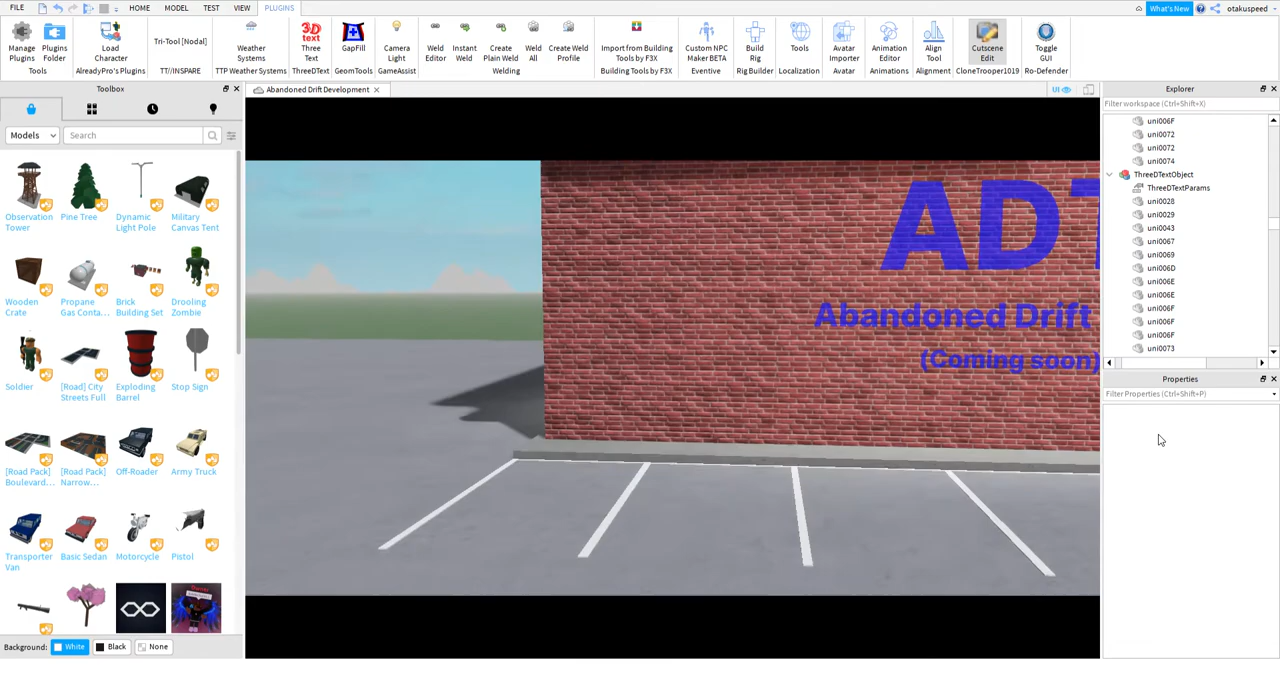 FILE HOME MODEL TEST VIEW PLUGINS What's New otakuspeed
Manage Plugins
Plugins Folder
Tools
Load Character
AlreadyPro's Plugins
Tri-Tool [Nodal]
TT//INSPARE
Weather Systems
TTP Weather Systems
3D text
Three Text
ThreeDText
GapFill
GeomTools
Camera Light
GameAssist
Weld Editor
Instant Weld
Create Plain Weld
Weld All
Create Weld Profile
Welding
Import from Building Tools by F3X
Building Tools by F3X
Custom NPC Maker BETA
Eventive
Build Rig
Rig Builder
Tools
Localization
Avatar Importer
Avatar
Animation Editor
Animations
Align Tool
Alignment
Cutscene Edit
CloneTrooper1019
Toggle GUI
Ro-Defender
Toolbox
Models
Search
Observation Tower
Pine Tree
Dynamic Light Pole
Military Canvas Tent
Wooden Crate
Propane Gas Conta...
Brick Building Set
Drooling Zombie
Soldier
[Road] City Streets Full
Exploding Barrel
Stop Sign
[Road Pack] Boulevard...
[Road Pack] Narrow...
Off-Roader
Army Truck
Transporter Van
Basic Sedan
Motorcycle
Pistol
Background: White Black None
Abandoned Drift Development
UI
ADT
Abandoned Drift
(Coming soon)
Explorer
Filter workspace (Ctrl+Shift+X)
uni006F
uni0072
uni0072
uni0074
ThreeDTextObject
ThreeDTextParams
uni0028
uni0029
uni0043
uni0067
uni0069
uni006D
uni006E
uni006E
uni006F
uni006F
uni006F
uni0073
Properties
Filter Properties (Ctrl+Shift+P)